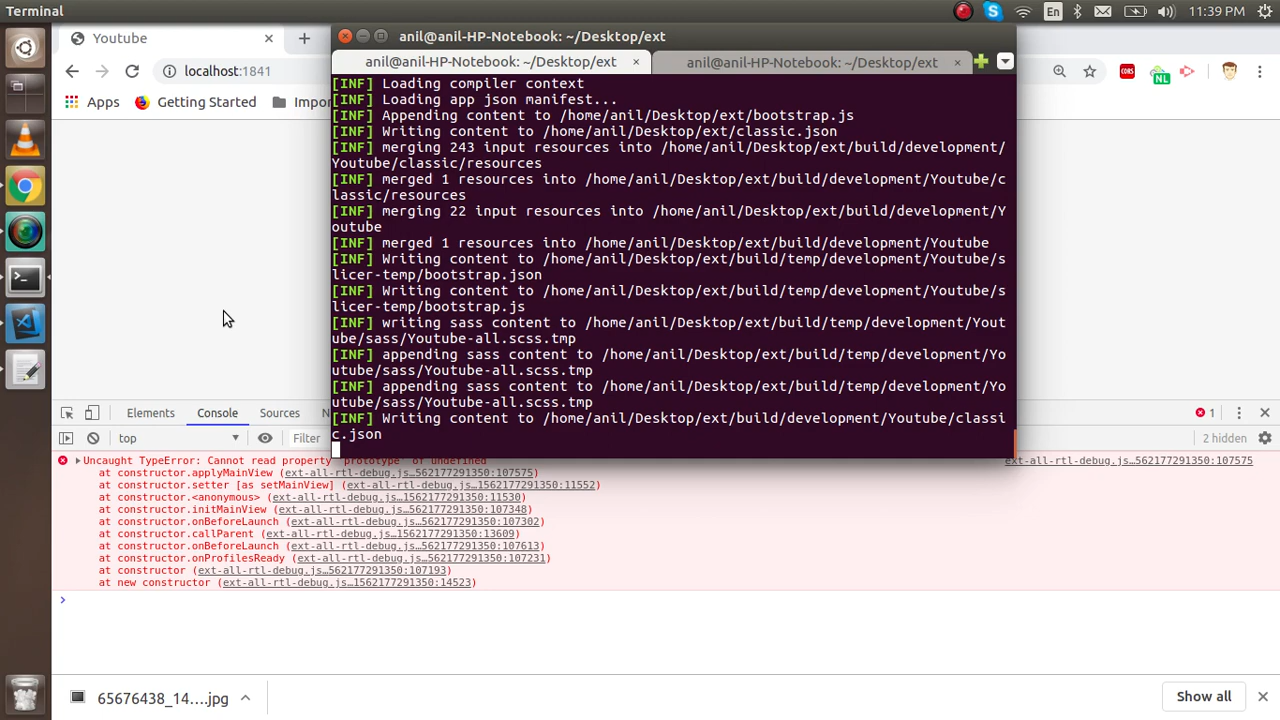 Terminal
En
11:39 PM
Youtube
anil@anil-HP-Notebook: ~/Desktop/ext
anil@anil-HP-Notebook: ~/Desktop/ext
anil@anil-HP-Notebook: ~/Desktop/ext
localhost:1841
CORS
NL
Apps
Getting Started
Impor
[INF] Loading compiler context
[INF] Loading app json manifest...
[INF] Appending content to /home/anil/Desktop/ext/bootstrap.js
[INF] Writing content to /home/anil/Desktop/ext/classic.json
[INF] merging 243 input resources into /home/anil/Desktop/ext/build/development/
Youtube/classic/resources
[INF] merged 1 resources into /home/anil/Desktop/ext/build/development/Youtube/c
lassic/resources
[INF] merging 22 input resources into /home/anil/Desktop/ext/build/development/Y
outube
[INF] merged 1 resources into /home/anil/Desktop/ext/build/development/Youtube
[INF] Writing content to /home/anil/Desktop/ext/build/temp/development/Youtube/s
licer-temp/bootstrap.json
[INF] Writing content to /home/anil/Desktop/ext/build/temp/development/Youtube/s
licer-temp/bootstrap.js
[INF] writing sass content to /home/anil/Desktop/ext/build/temp/development/Yout
ube/sass/Youtube-all.scss.tmp
[INF] appending sass content to /home/anil/Desktop/ext/build/temp/development/Yo
utube/sass/Youtube-all.scss.tmp
[INF] appending sass content to /home/anil/Desktop/ext/build/temp/development/Yo
utube/sass/Youtube-all.scss.tmp
[INF] Writing content to /home/anil/Desktop/ext/build/development/Youtube/classi
c.json
Elements
Console
Sources
N
1
top
Filter
2 hidden
Uncaught TypeError: Cannot read property 'prototype' of undefined
ext-all-rtl-debug.js…562177291350:107575
at constructor.applyMainView (ext-all-rtl-debug.js…562177291350:107575)
at constructor.setter [as setMainView] (ext-all-rtl-debug.js…1562177291350:11552)
at constructor.<anonymous> (ext-all-rtl-debug.js…1562177291350:11530)
at constructor.initMainView (ext-all-rtl-debug.js…562177291350:107348)
at constructor.onBeforeLaunch (ext-all-rtl-debug.js…562177291350:107302)
at constructor.callParent (ext-all-rtl-debug.js…1562177291350:13609)
at constructor.onBeforeLaunch (ext-all-rtl-debug.js…562177291350:107613)
at constructor.onProfilesReady (ext-all-rtl-debug.js…562177291350:107231)
at constructor (ext-all-rtl-debug.js…562177291350:107193)
at new constructor (ext-all-rtl-debug.js…1562177291350:14523)
65676438_14....jpg
Show all